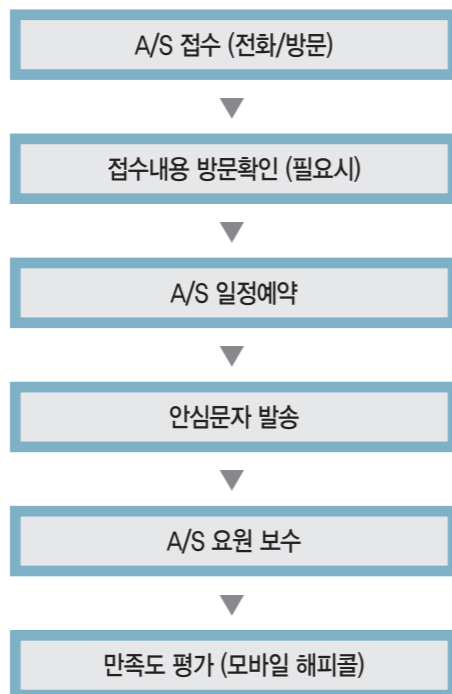 A/S 접수 (전화/방문)
접수내용 방문확인 (필요시)
A/S 일정예약
안심문자 발송
A/S 요원 보수
만족도 평가 (모바일 해피콜)